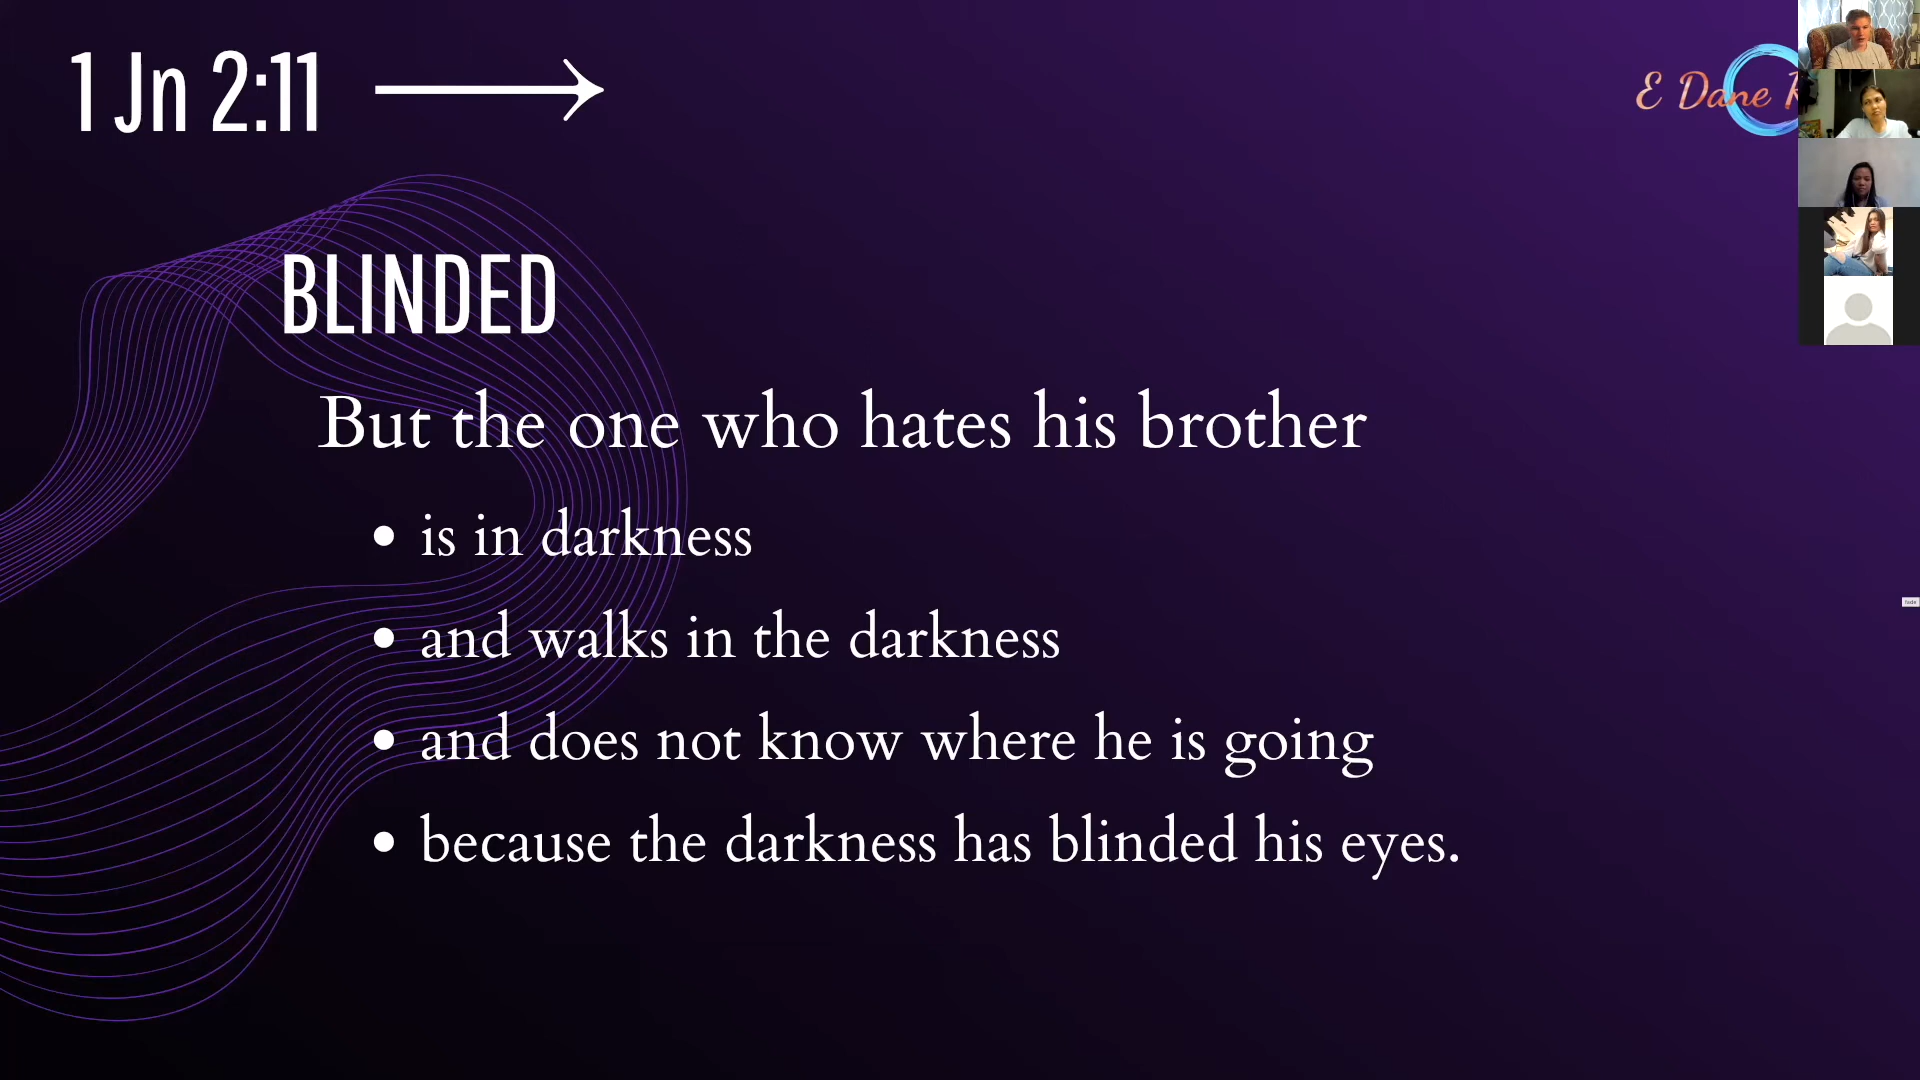 1 Jn 2:11
E Dane
BLINDED
But the one who hates his brother
• is in darkness
• and walks in the darkness
• and does not know where he is going
• because the darkness has blinded his eyes.